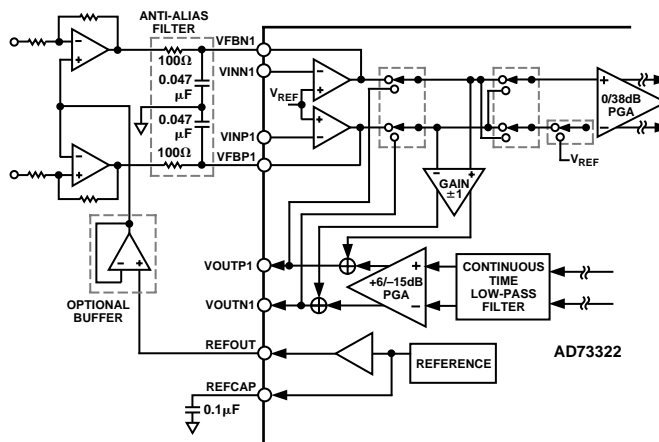 ANTI-ALIAS
FILTER
VFBN1
100Ω
VINN1
0.047
μF
VREF
0.047
μF
VINP1
100Ω
VFBP1
0/38dB
PGA
VREF
GAIN
±1
OPTIONAL
BUFFER
VOUTP1
VOUTN1
+6/–15dB
PGA
CONTINUOUS
TIME
LOW-PASS
FILTER
REFOUT
REFERENCE
AD73322
REFCAP
0.1μF